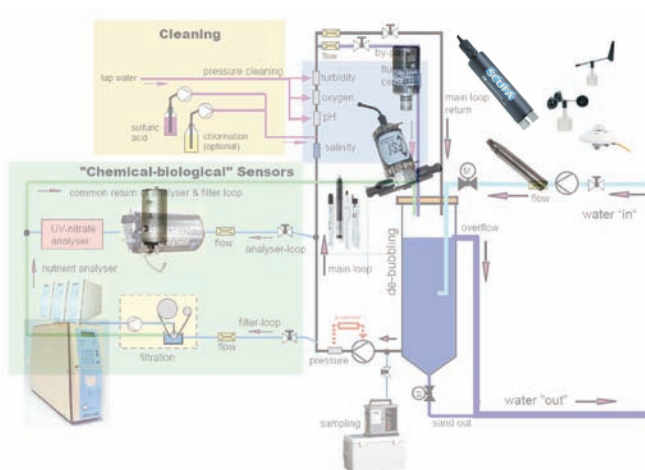 Cleaning
tap water
pressure cleaning
sulfuric
acid
chlorination
(optional)
flow
by-pass
turbidity
oxygen
pH
salinity
main loop
return
SCUFA
"Chemical-biological" Sensors
common return analyser & filter loop
UV-nitrate
analyser
flow
analyser-loop
main loop
de-bubbling
flow
water "in"
overflow
nutrient analyser
filter-loop
filtration
flow
pressure
sampling
sand out
water "out"